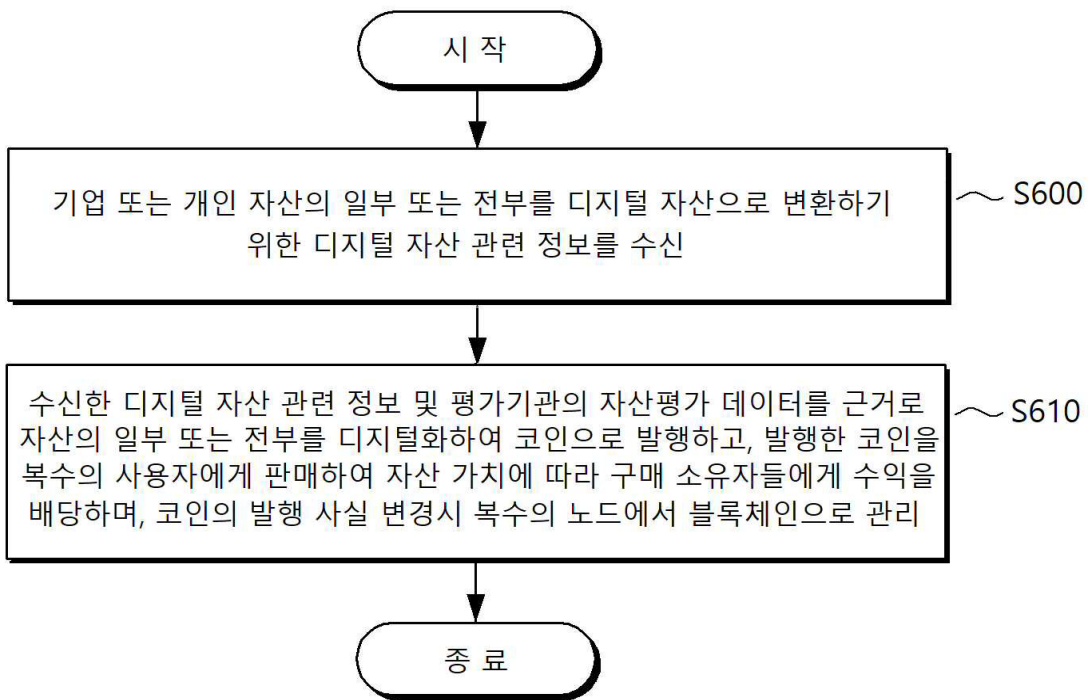 시 작
기업 또는 개인 자산의 일부 또는 전부를 디지털 자산으로 변환하기
위한 디지털 자산 관련 정보를 수신
S600
수신한 디지털 자산 관련 정보 및 평가기관의 자산평가 데이터를 근거로
자산의 일부 또는 전부를 디지털화하여 코인으로 발행하고, 발행한 코인을
복수의 사용자에게 판매하여 자산 가치에 따라 구매 소유자들에게 수익을
배당하며, 코인의 발행 사실 변경시 복수의 노드에서 블록체인으로 관리
S610
종 료